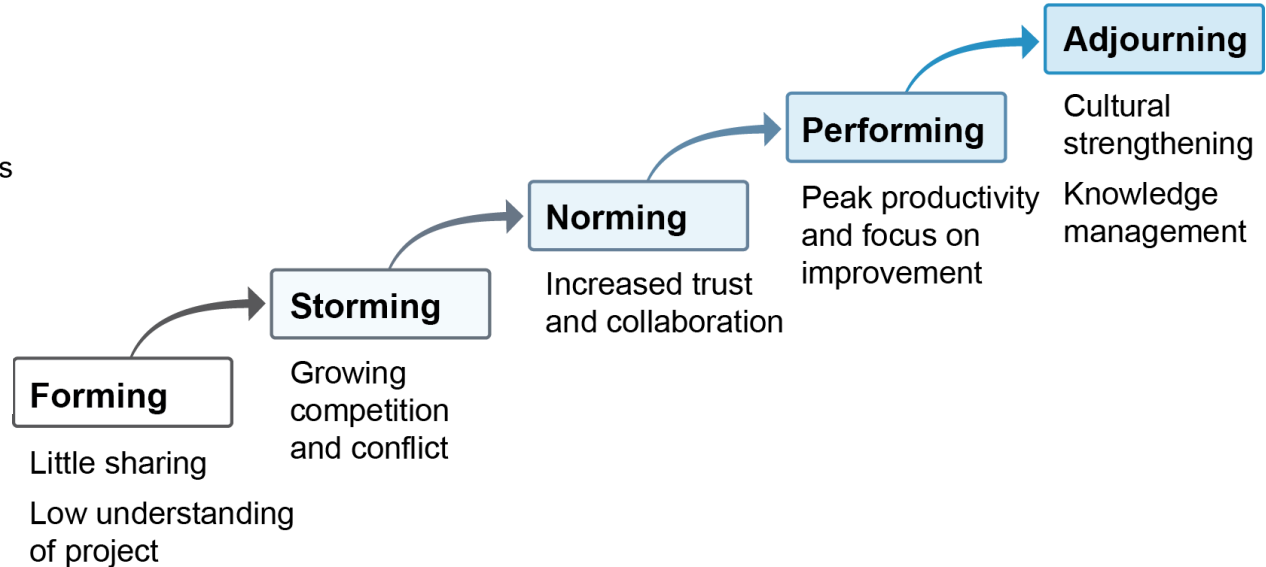 Adjourning
Cultural
strengthening
Knowledge
management
Performing
Peak productivity
and focus on
improvement
Norming
Increased trust
and collaboration
Storming
Growing
competition
and conflict
Forming
Little sharing
Low understanding
of project
s